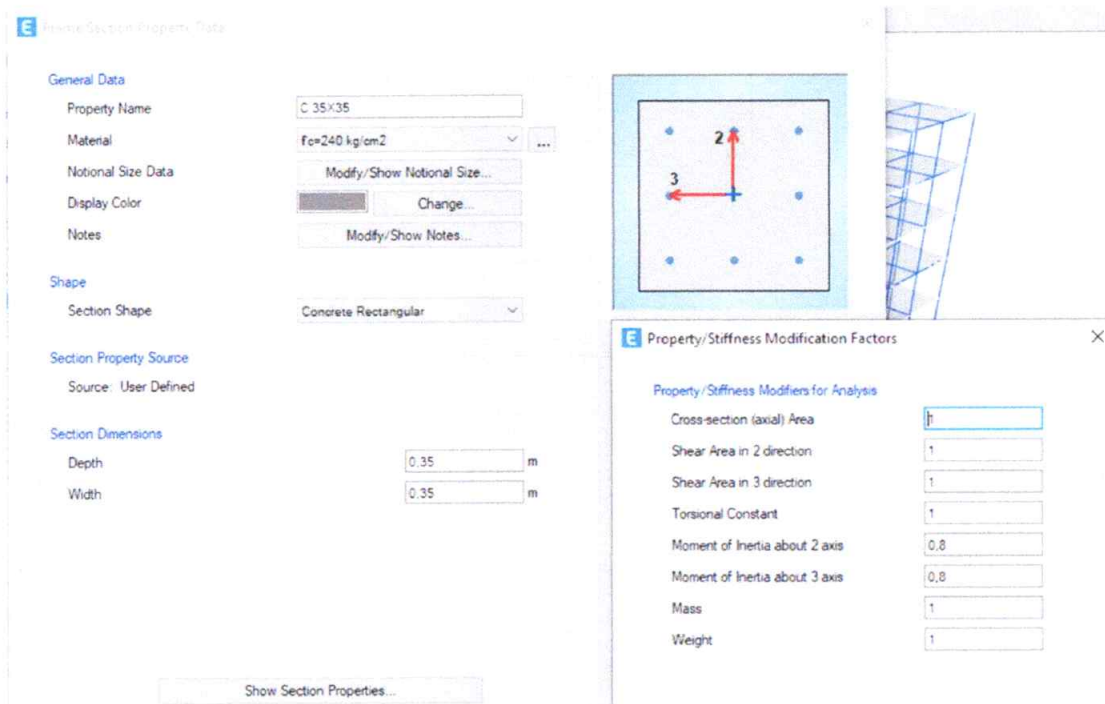 Frame Section Property Data
General Data
Property Name C 35X35
Material f'c=240 kg/cm2 ...
Notional Size Data Modify/Show Notional Size...
Display Color Change...
Notes Modify/Show Notes...
Shape
Section Shape Concrete Rectangular
Section Property Source
Source: User Defined
Section Dimensions
Depth 0,35 m
Width 0,35 m
Show Section Properties...
2
3
E Property/Stiffness Modification Factors
Property/Stiffness Modifiers for Analysis
Cross-section (axial) Area 1
Shear Area in 2 direction 1
Shear Area in 3 direction 1
Torsional Constant 1
Moment of Inertia about 2 axis 0,8
Moment of Inertia about 3 axis 0,8
Mass 1
Weight 1